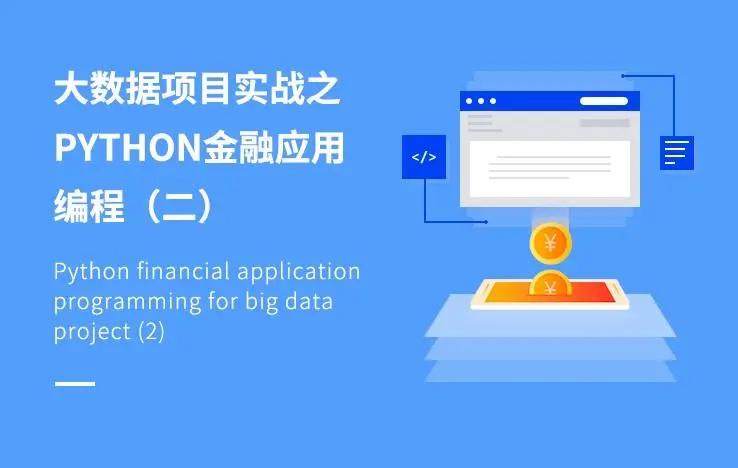 大数据项目实战之
PYTHON金融应用
编程（二）
Python financial application
programming for big data
project (2)
</>
¥
¥